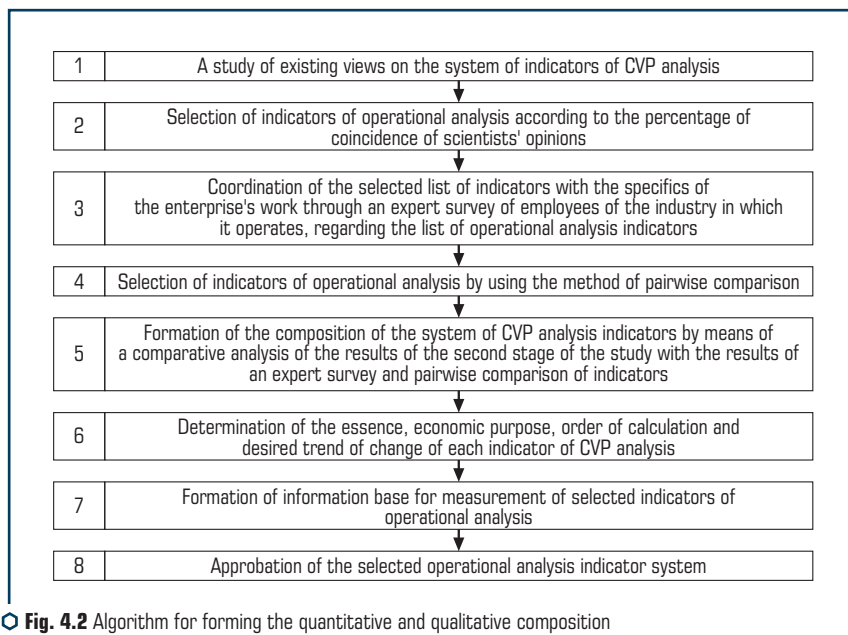 1 A study of existing views on the system of indicators of CVP analysis
2 Selection of indicators of operational analysis according to the percentage of
coincidence of scientists' opinions
3 Coordination of the selected list of indicators with the specifics of
the enterprise's work through an expert survey of employees of the industry in which
it operates, regarding the list of operational analysis indicators
4 Selection of indicators of operational analysis by using the method of pairwise comparison
5 Formation of the composition of the system of CVP analysis indicators by means of
a comparative analysis of the results of the second stage of the study with the results of
an expert survey and pairwise comparison of indicators
6 Determination of the essence, economic purpose, order of calculation and
desired trend of change of each indicator of CVP analysis
7 Formation of information base for measurement of selected indicators of
operational analysis
8 Approbation of the selected operational analysis indicator system
Fig. 4.2 Algorithm for forming the quantitative and qualitative composition